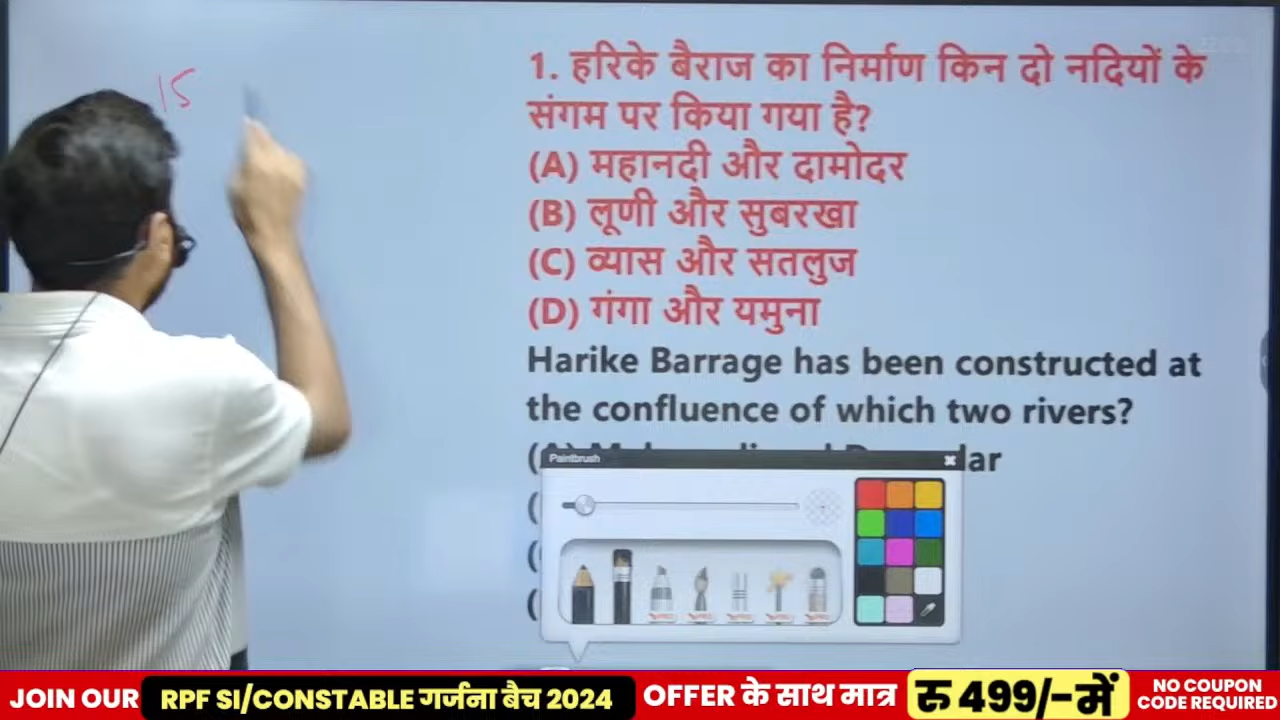 15
1. हरिके बैराज का निर्माण किन दो नदियों के
संगम पर किया गया है?
(A) महानदी और दामोदर
(B) लूणी और सुबरखा
(C) व्यास और सतलुज
(D) गंगा और यमुना
Harike Barrage has been constructed at
the confluence of which two rivers?
Paintbrush
JOIN OUR RPF SI/CONSTABLE गर्जना बैच 2024 OFFER के साथ मात्र रु 499/-में NO COUPON CODE REQUIRED